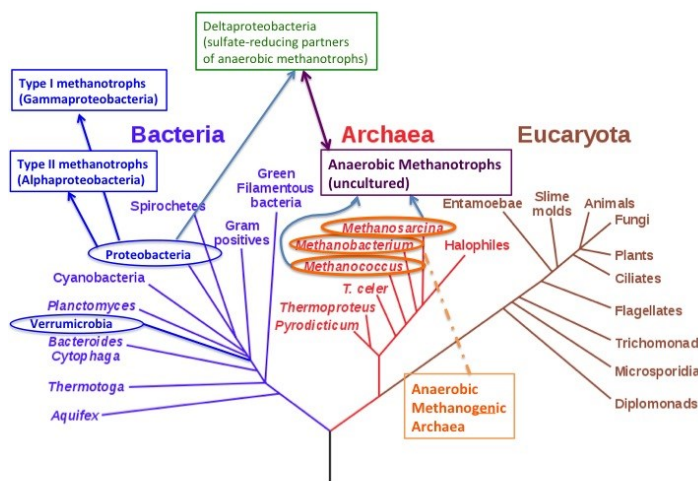 Deltaproteobacteria
(sulfate-reducing partners
of anaerobic methanotrophs)
Type I methanotrophs
(Gammaproteobacteria)
Bacteria
Archaea
Eucaryota
Type II methanotrophs
(Alphaproteobacteria)
Anaerobic Methanotrophs
(uncultured)
Green
Filamentous
bacteria
Spirochetes
Gram
positives
Proteobacteria
Cyanobacteria
Planctomyces
Verrumicrobia
Bacteroides
Cytophaga
Thermotoga
Aquifex
Methanosarcina
Methanobacterium
Methanococcus
Halophiles
T. celer
Thermoproteus
Pyrodicticum
Anaerobic
Methanogenic
Archaea
Entamoebae
Slime
molds
Animals
Fungi
Plants
Ciliates
Flagellates
Trichomonad
Microsporidia
Diplomonads